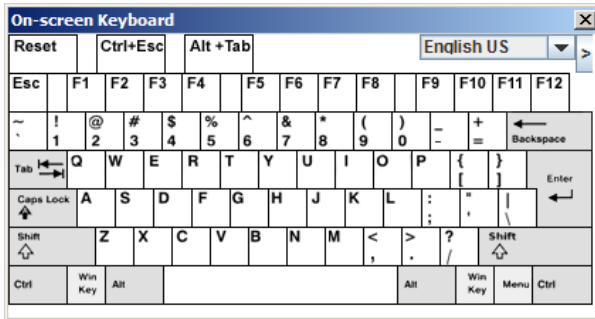 On-screen Keyboard
Reset Ctrl+Esc Alt +Tab English US >
Esc F1 F2 F3 F4 F5 F6 F7 F8 F9 F10 F11 F12
~ ! @ # $ % ^ & * ( ) _ +
` 1 2 3 4 5 6 7 8 9 0 - = Backspace
Tab Q W E R T Y U I O P { }
[ ] Enter
Caps Lock A S D F G H J K L : " |
; ' \
Shift Z X C V B N M < > ? Shift
, . /
Ctrl Win Key Alt Alt Win Key Menu Ctrl